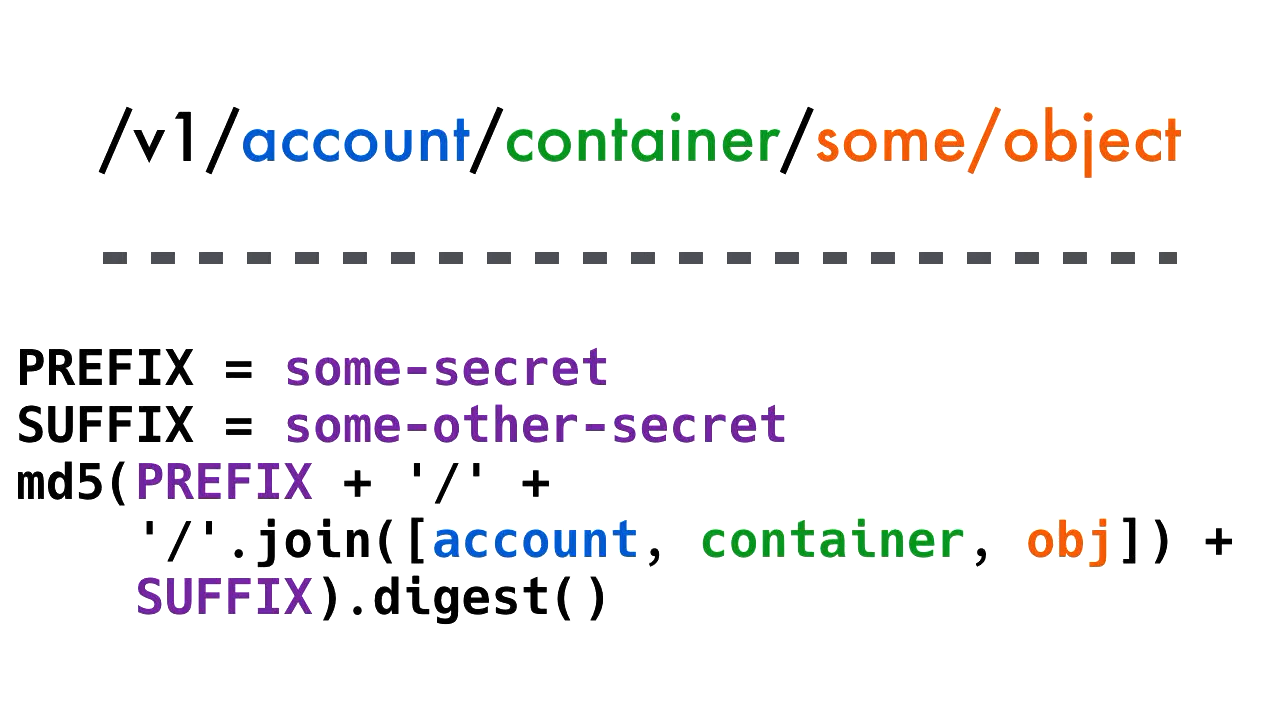 /v1/account/container/some/object
PREFIX = some-secret
SUFFIX = some-other-secret
md5(PREFIX + '/' +
    '/'.join([account, container, obj]) +
    SUFFIX).digest()